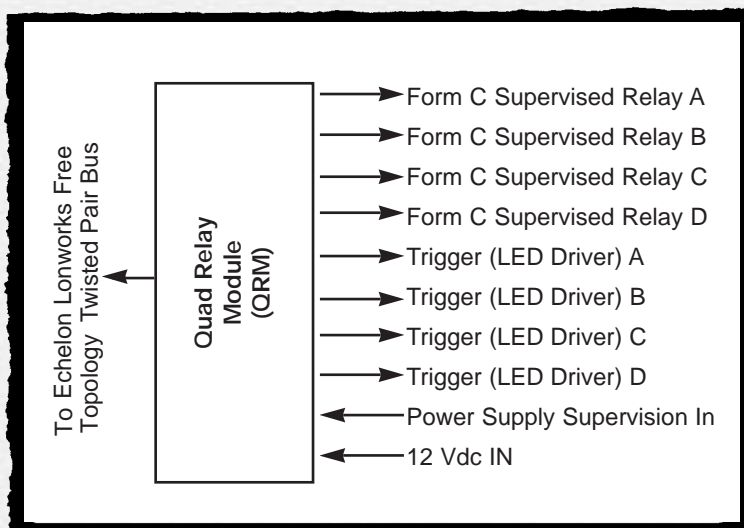 To Echelon Lonworks Free
Topology Twisted Pair Bus
Quad Relay
Module
(QRM)
Form C Supervised Relay A
Form C Supervised Relay B
Form C Supervised Relay C
Form C Supervised Relay D
Trigger (LED Driver) A
Trigger (LED Driver) B
Trigger (LED Driver) C
Trigger (LED Driver) D
Power Supply Supervision In
12 Vdc IN